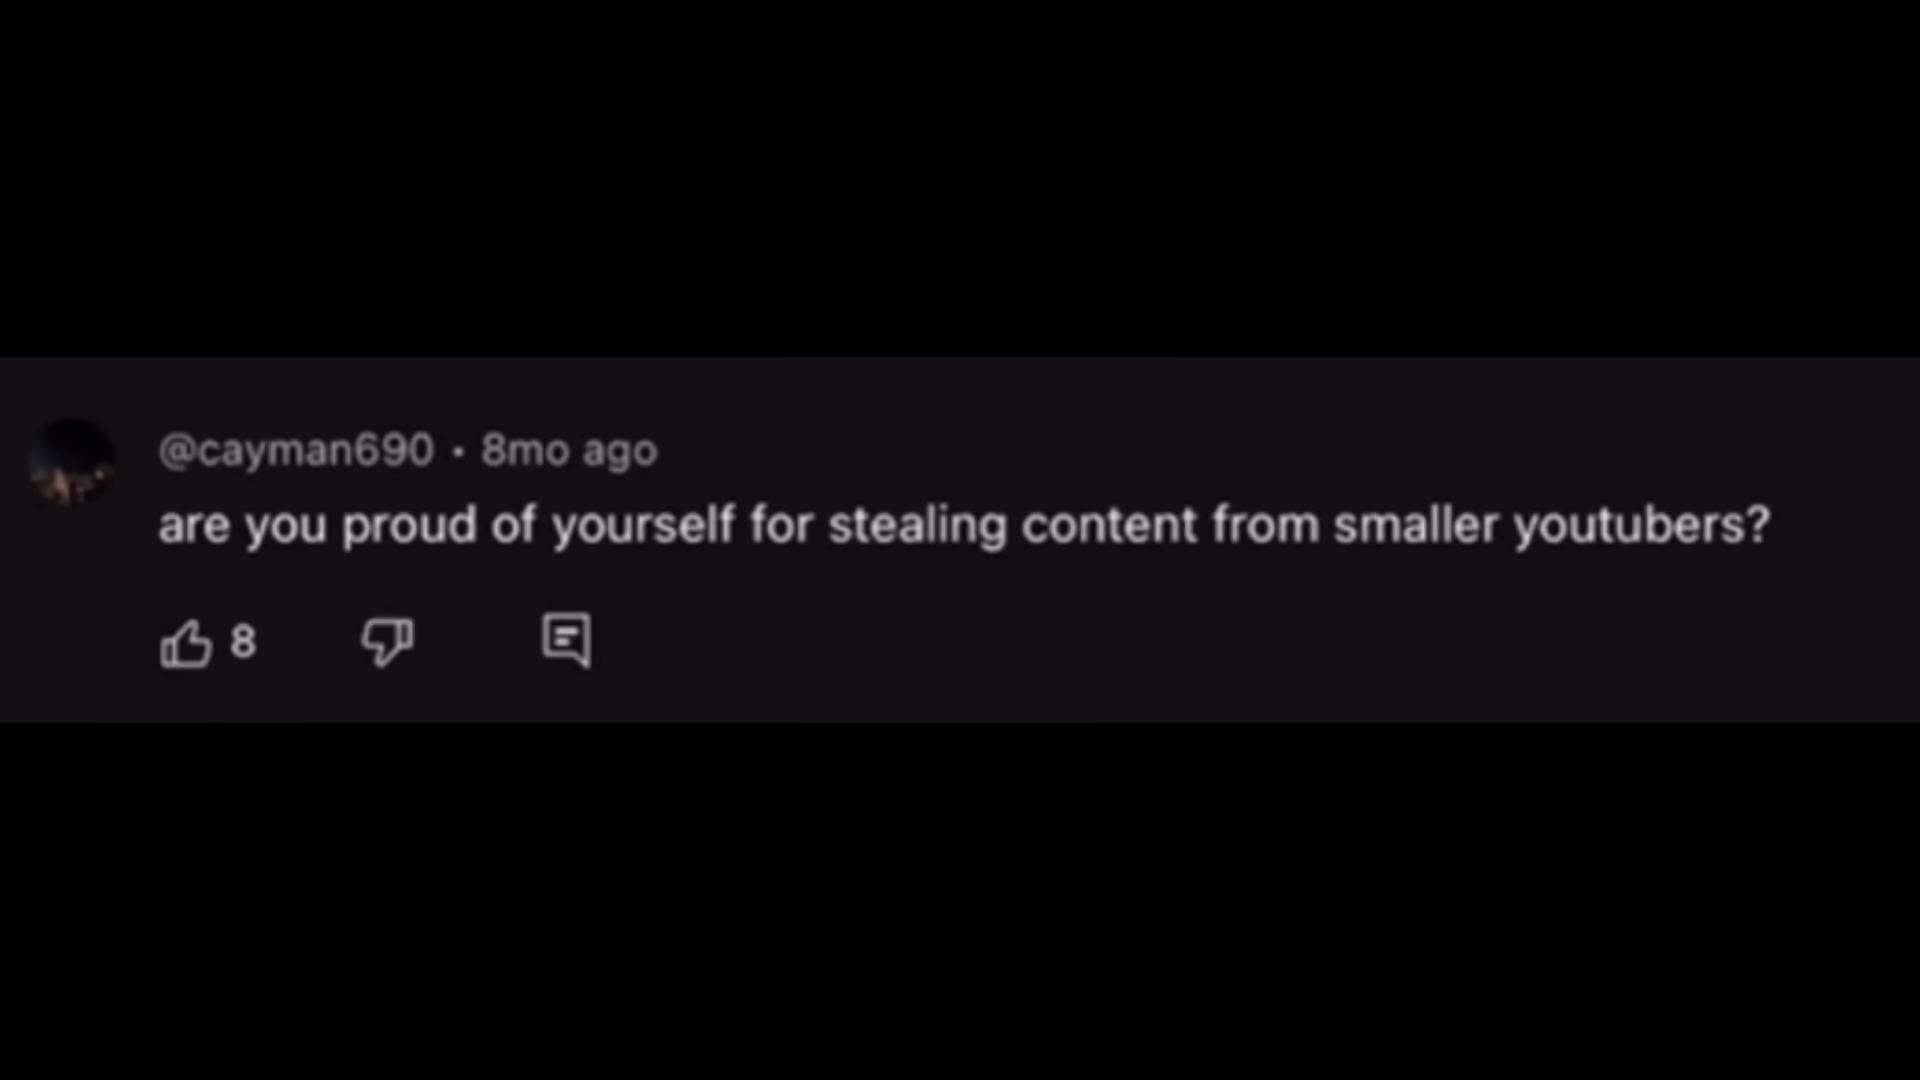 @cayman690 • 8mo ago
are you proud of yourself for stealing content from smaller youtubers?
8